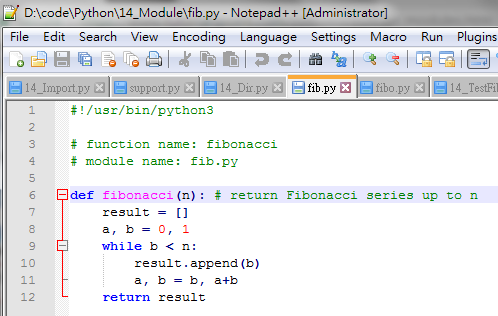 D:\code\Python\14_Module\fib.py - Notepad++ [Administrator]
File Edit Search View Encoding Language Settings Macro Run Plugins
14_Import.py support.py 14_Dir.py fib.py fibo.py 14_TestFil
1 #!/usr/bin/python3
2
3 # function name: fibonacci
4 # module name: fib.py
5
6 def fibonacci(n): # return Fibonacci series up to n
7 result = []
8 a, b = 0, 1
9 while b < n:
10 result.append(b)
11 a, b = b, a+b
12 return result